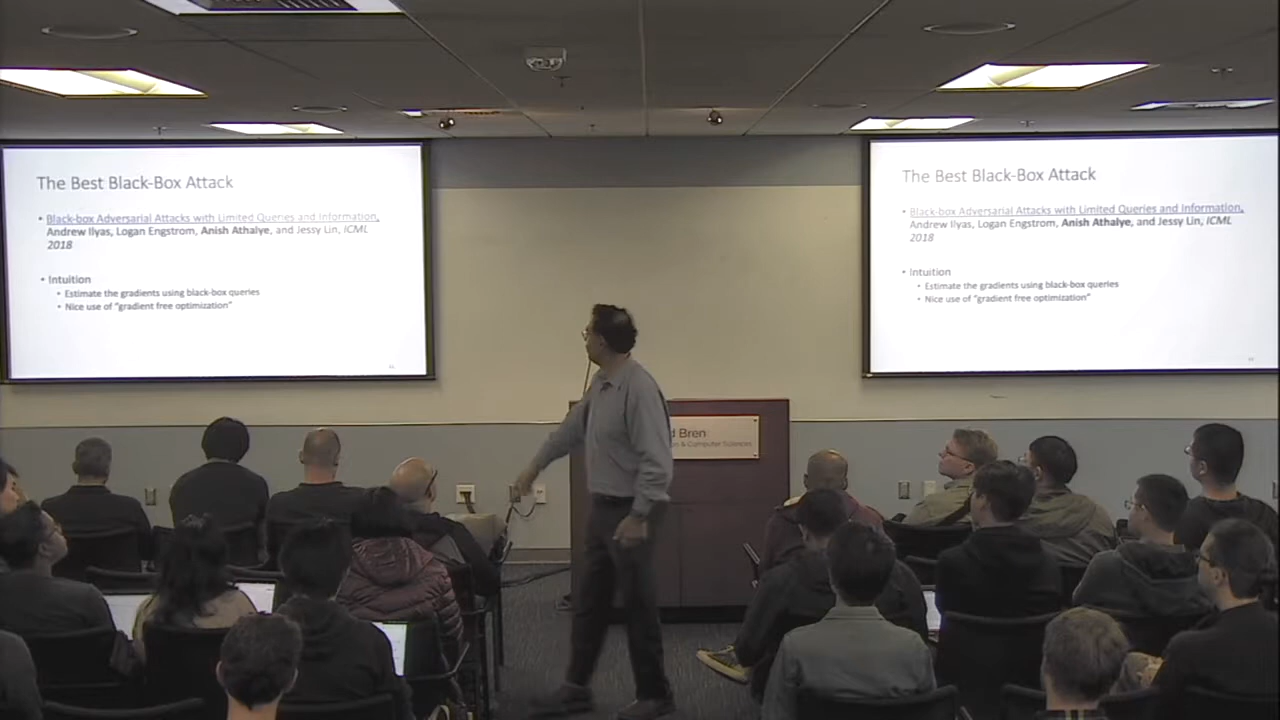 The Best Black-Box Attack
• Black-box Adversarial Attacks with Limited Queries and Information,
Andrew Ilyas, Logan Engstrom, Anish Athalye, and Jessy Lin, ICML
2018
• Intuition
• Estimate the gradients using black-box queries
• Nice use of "gradient free optimization"
The Best Black-Box Attack
• Black-box Adversarial Attacks with Limited Queries and Information,
Andrew Ilyas, Logan Engstrom, Anish Athalye, and Jessy Lin, ICML
2018
• Intuition
• Estimate the gradients using black-box queries
• Nice use of "gradient free optimization"
d Bren
& Computer Sciences